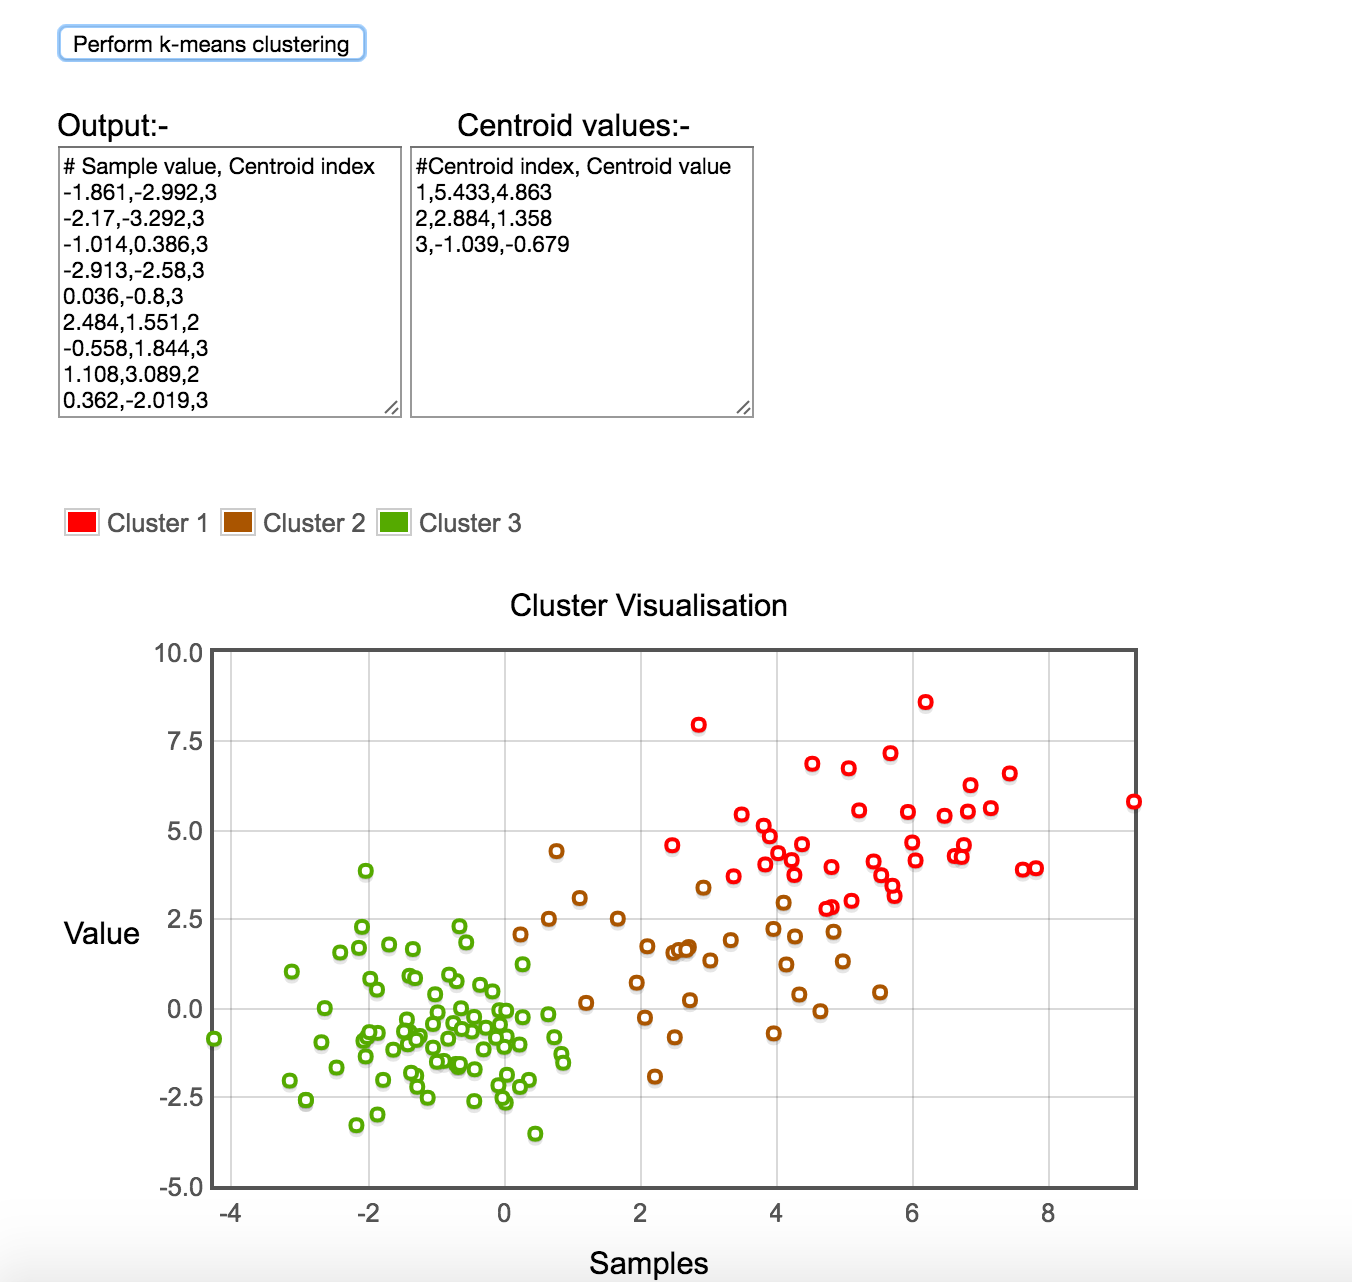 Perform k-means clustering
Output:-
Centroid values:-
# Sample value, Centroid index
-1.861,-2.992,3
-2.17,-3.292,3
-1.014,0.386,3
-2.913,-2.58,3
0.036,-0.8,3
2.484,1.551,2
-0.558,1.844,3
1.108,3.089,2
0.362,-2.019,3
#Centroid index, Centroid value
1,5.433,4.863
2,2.884,1.358
3,-1.039,-0.679
Cluster 1 Cluster 2 Cluster 3
Cluster Visualisation
10.0
7.5
5.0
2.5
Value
0.0
-2.5
-5.0
-4 -2 0 2 4 6 8
Samples